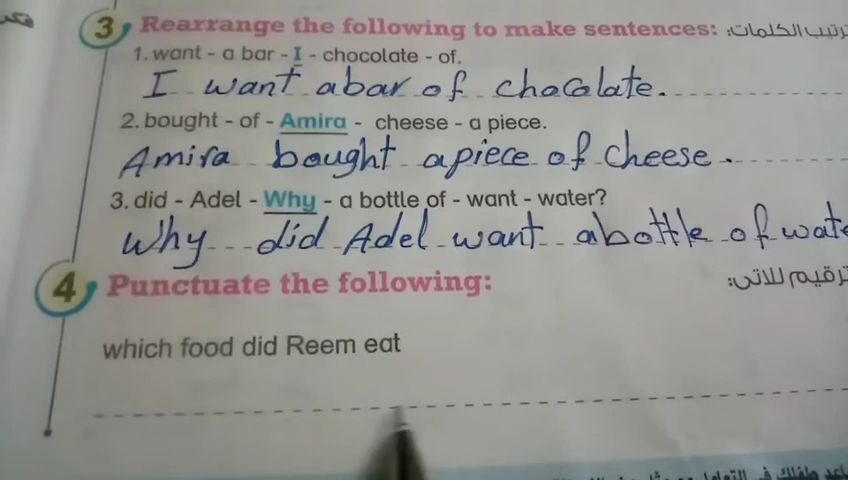 3 Rearrange the following to make sentences: ترتيب الكلمات:
1. want - a bar - I - chocolate - of.
I want abar of chocolate.
2. bought - of - Amira - cheese - a piece.
Amira bought apiece of cheese.
3. did - Adel - Why - a bottle of - want - water?
Why did Adel want abottle of wate
4 Punctuate the following: ترقيم للاتى:
which food did Reem eat